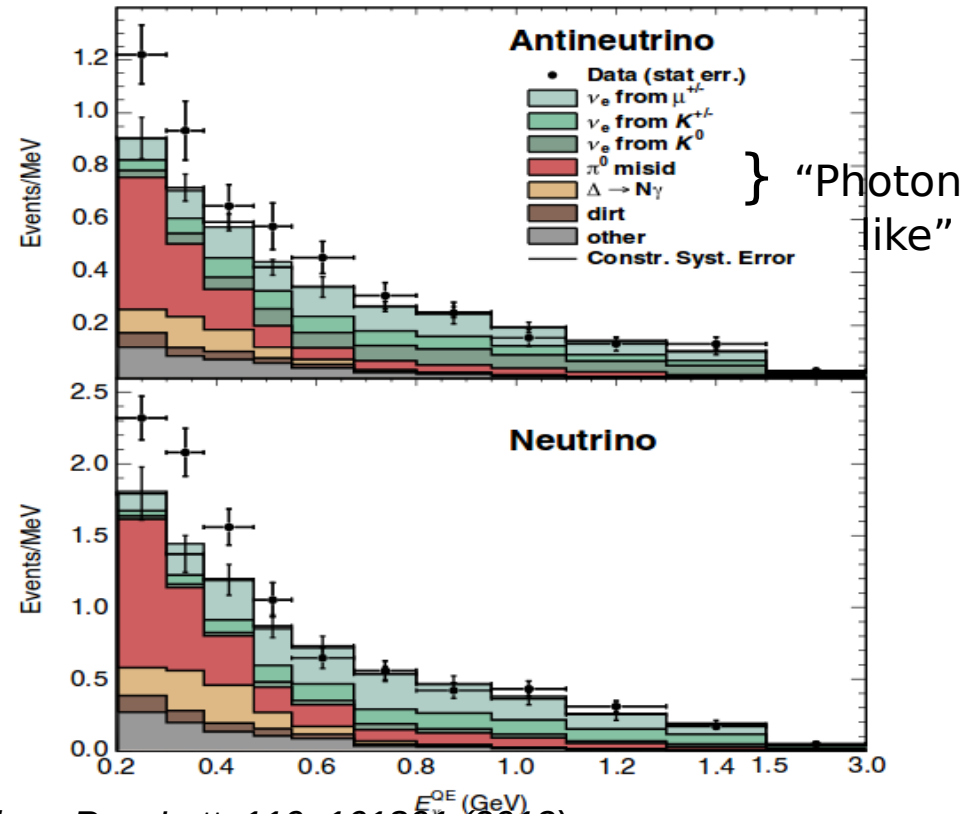 Antineutrino
Data (stat err.)
νe from μ+/-
νe from K+/-
νe from K0
π0 misid
Δ → Nγ
dirt
other
Constr. Syst. Error
} “Photon
like”
Events/MeV
1.2
1.0
0.8
0.6
0.4
0.2
Neutrino
Events/MeV
2.5
2.0
1.5
1.0
0.5
0.0
0.2 0.4 0.6 0.8 1.0 1.2 1.4 1.5 3.0
EνQE (GeV)